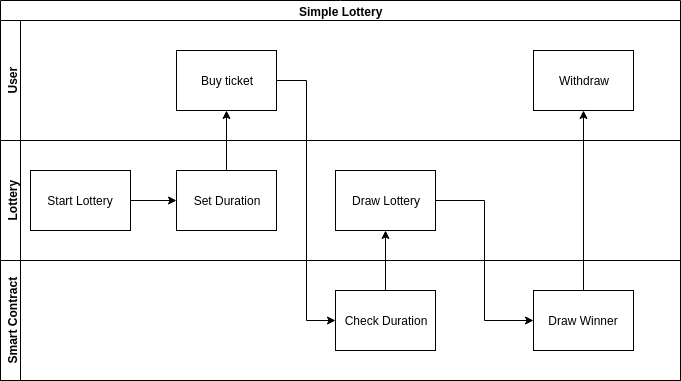 Simple Lottery
User
Buy ticket
Withdraw
Lottery
Start Lottery
Set Duration
Draw Lottery
Smart Contract
Check Duration
Draw Winner